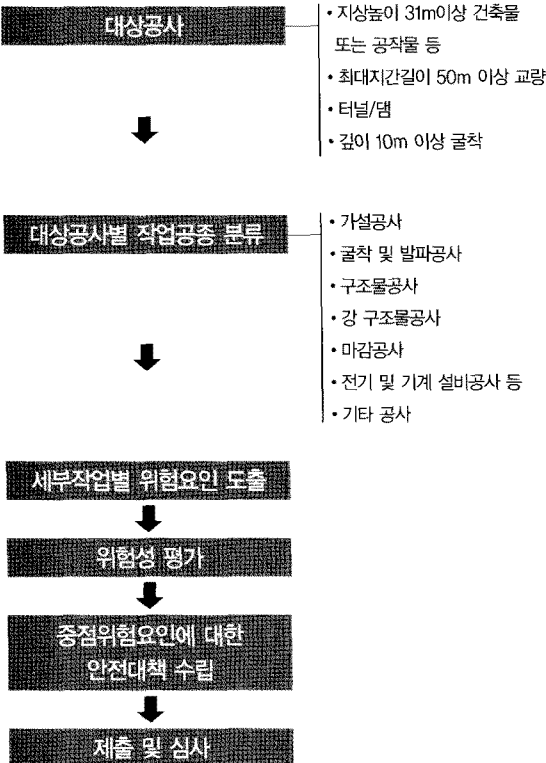 대상공사
• 지상높이 31m이상 건축물
또는 공작물 등
• 최대지간길이 50m 이상 교량
• 터널/댐
• 깊이 10m 이상 굴착
대상공사별 작업공종 분류
• 가설공사
• 굴착 및 발파공사
• 구조물공사
• 강 구조물공사
• 마감공사
• 전기 및 기계 설비공사 등
• 기타 공사
세부작업별 위험요인 도출
위험성 평가
중점위험요인에 대한
안전대책 수립
제출 및 심사